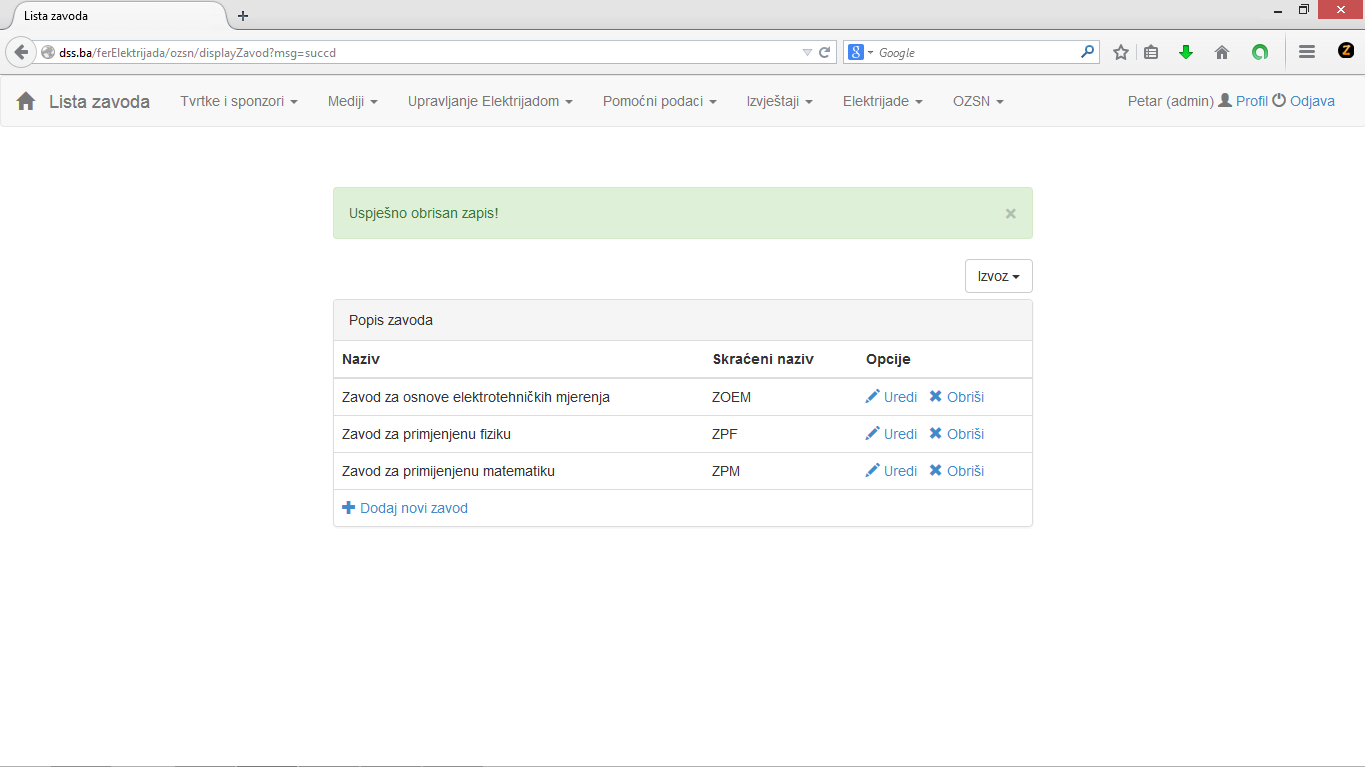 Lista zavoda
dss.ba/ferElektrijada/ozsn/displayZavod?msg=succd
Google
Lista zavoda Tvrtke i sponzori Mediji Upravljanje Elektrijadom Pomoćni podaci Izvještaji Elektrijade OZSN Petar (admin) Profil Odjava
Uspješno obrisan zapis!
Izvoz
Popis zavoda
Naziv Skraćeni naziv Opcije
Zavod za osnove elektrotehničkih mjerenja ZOEM Uredi Obriši
Zavod za primjenjenu fiziku ZPF Uredi Obriši
Zavod za primijenjenu matematiku ZPM Uredi Obriši
Dodaj novi zavod